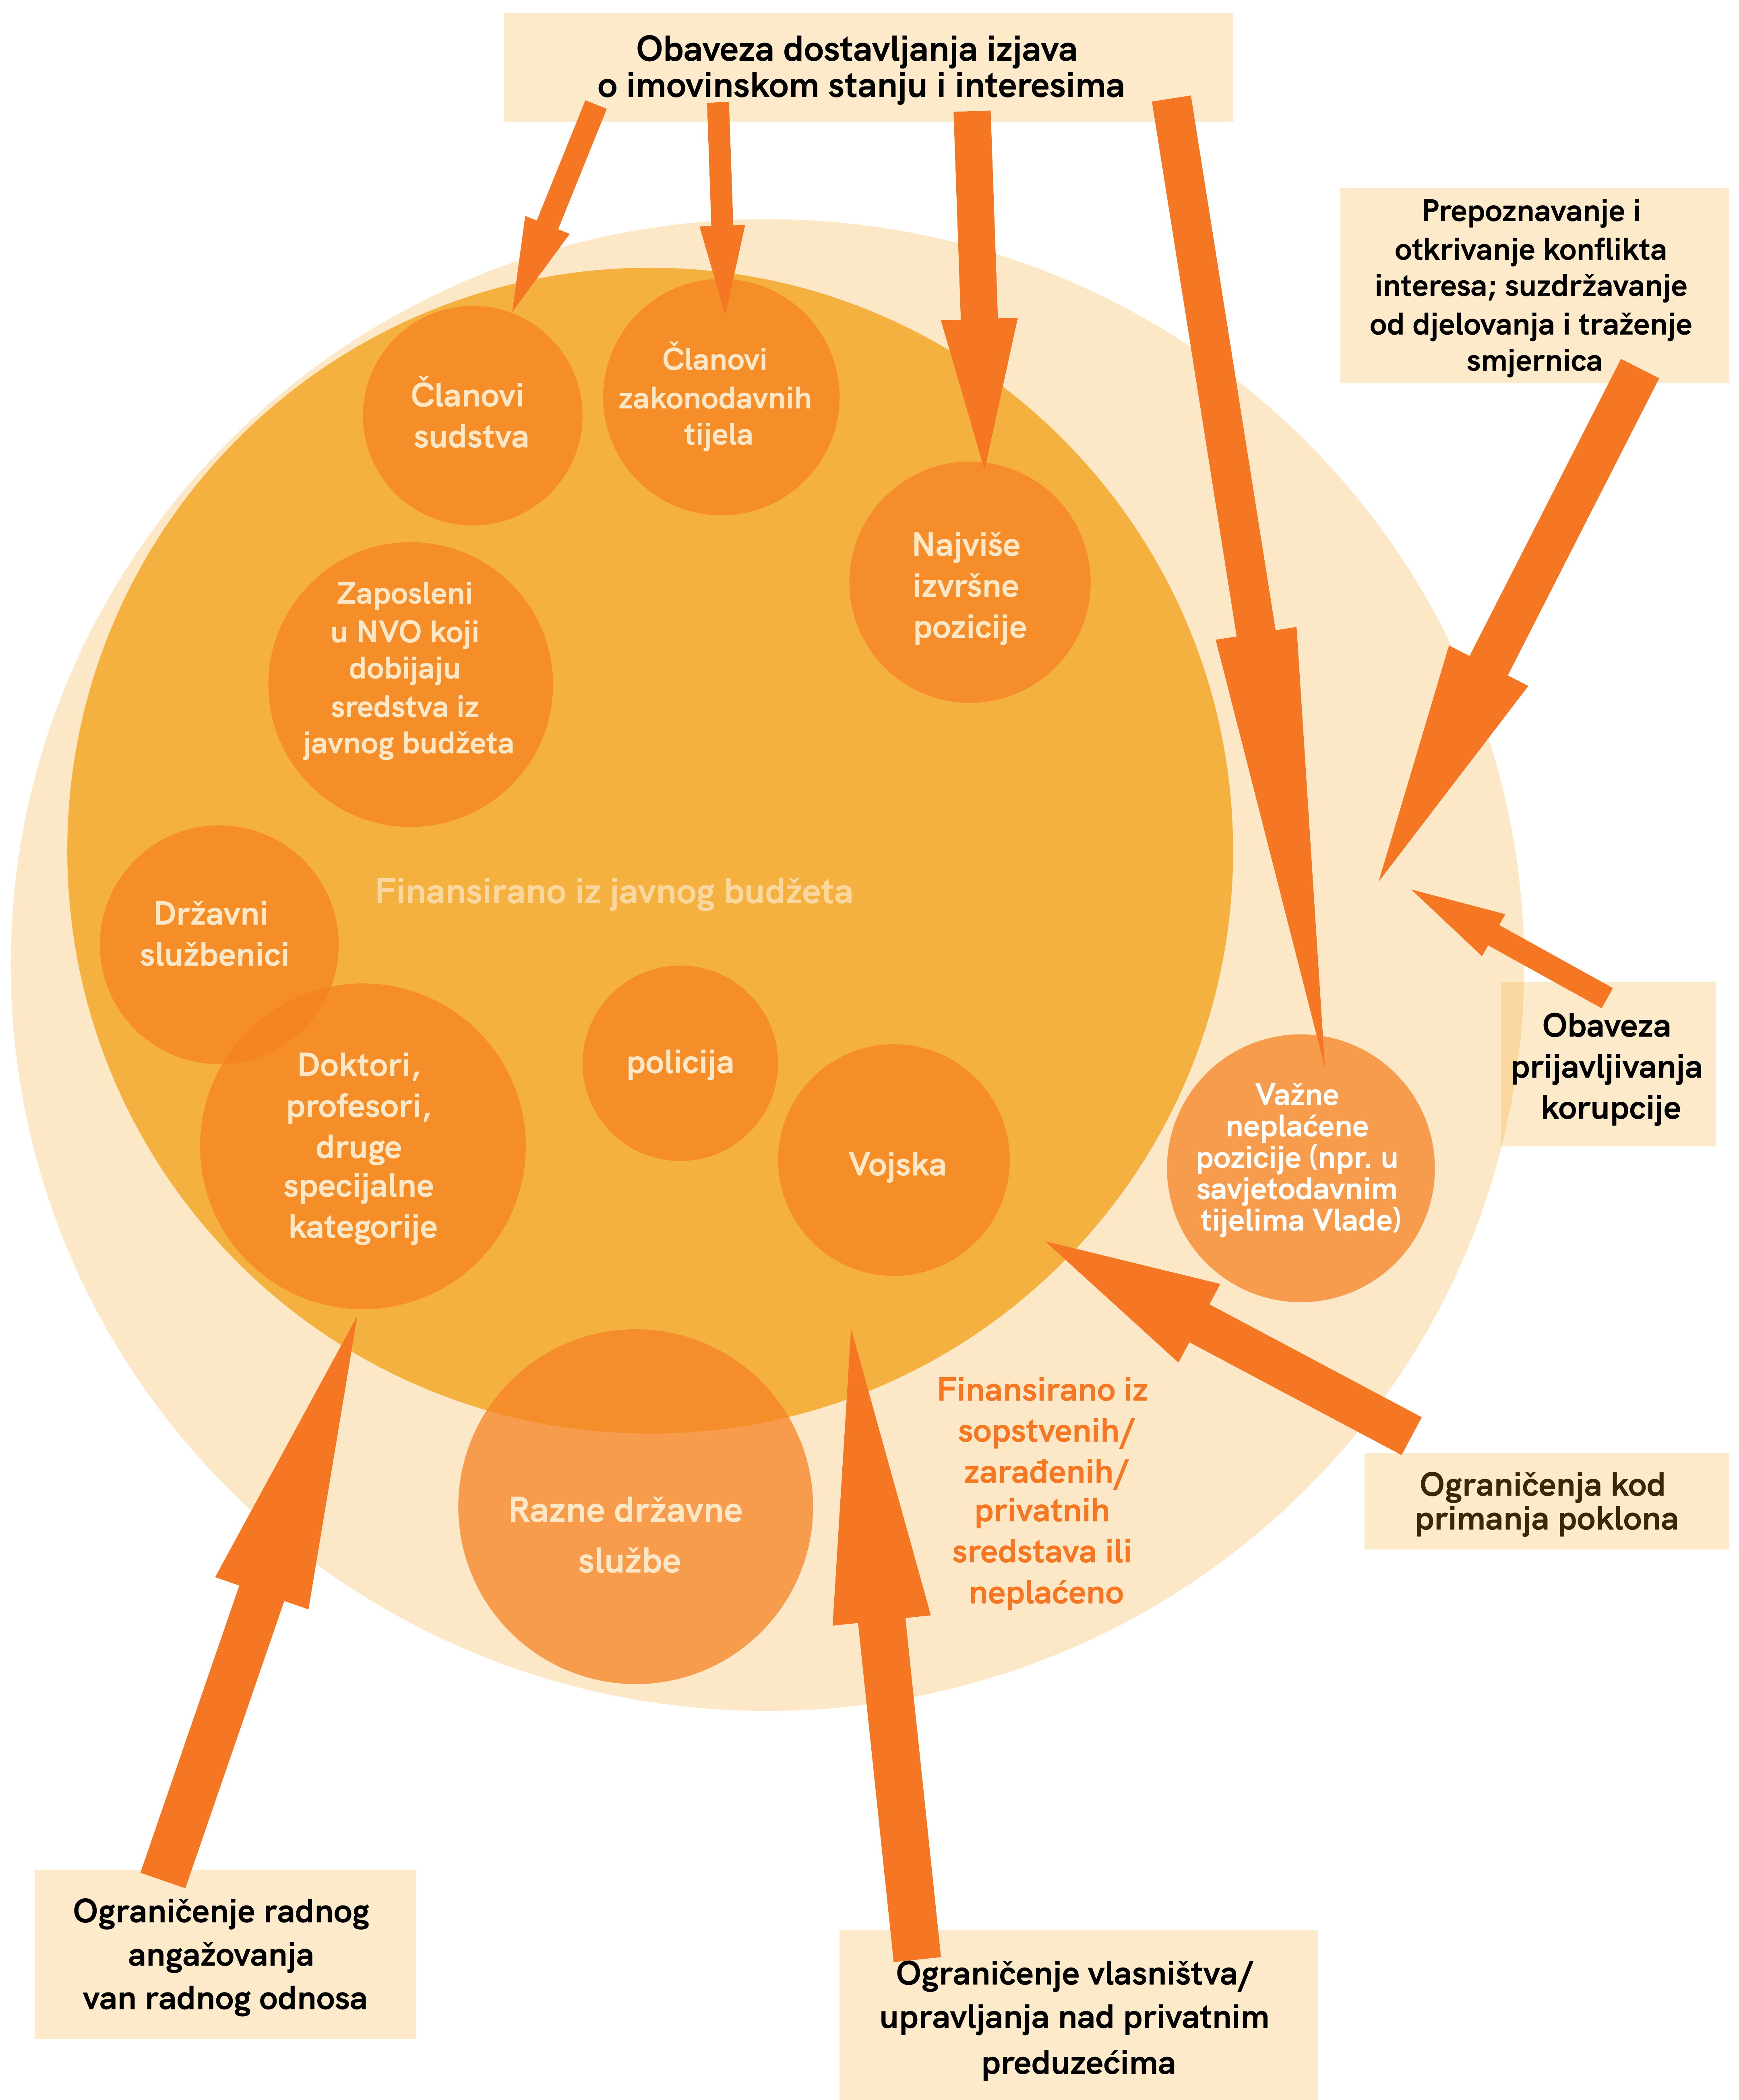 Obaveza dostavljanja izjava
o imovinskom stanju i interesima
Prepoznavanje i
otkrivanje konflikta
interesa; suzdržavanje
od djelovanja i traženje
smjernica
Članovi
sudstva
Članovi
zakonodavnih
tijela
Najviše
izvršne
pozicije
Zaposleni
u NVO koji
dobijaju
sredstva iz
javnog budžeta
Finansirano iz javnog budžeta
Državni
službenici
Doktori,
profesori,
druge
specijalne
kategorije
policija
Vojska
Važne
neplaćene
pozicije (npr. u
savjetodavnim
tijelima Vlade)
Obaveza
prijavljivanja
korupcije
Razne državne
službe
Finansirano iz
sopstvenih/
zarađenih/
privatnih
sredstava ili
neplaćeno
Ograničenja kod
primanja poklona
Ograničenje radnog
angažovanja
van radnog odnosa
Ograničenje vlasništva/
upravljanja nad privatnim
preduzećima